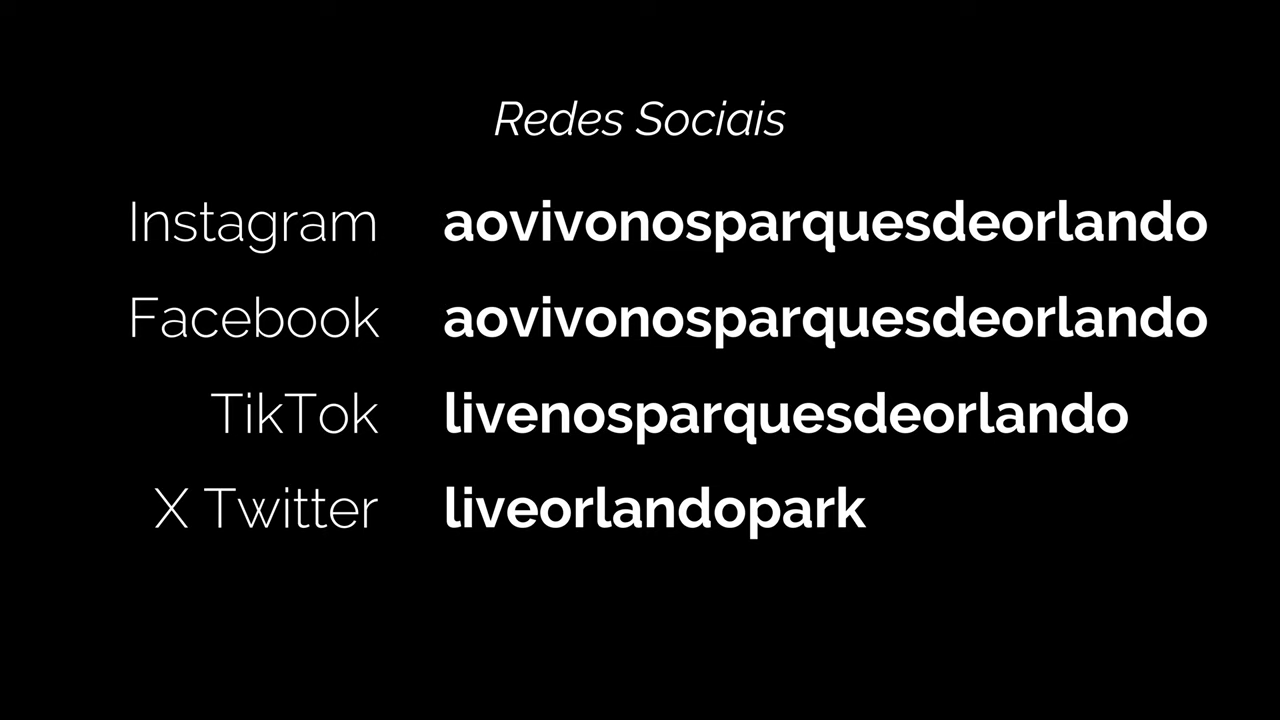 Redes Sociais
Instagram aovivonosparquesdeorlando
Facebook aovivonosparquesdeorlando
TikTok livenosparquesdeorlando
X Twitter liveorlandopark